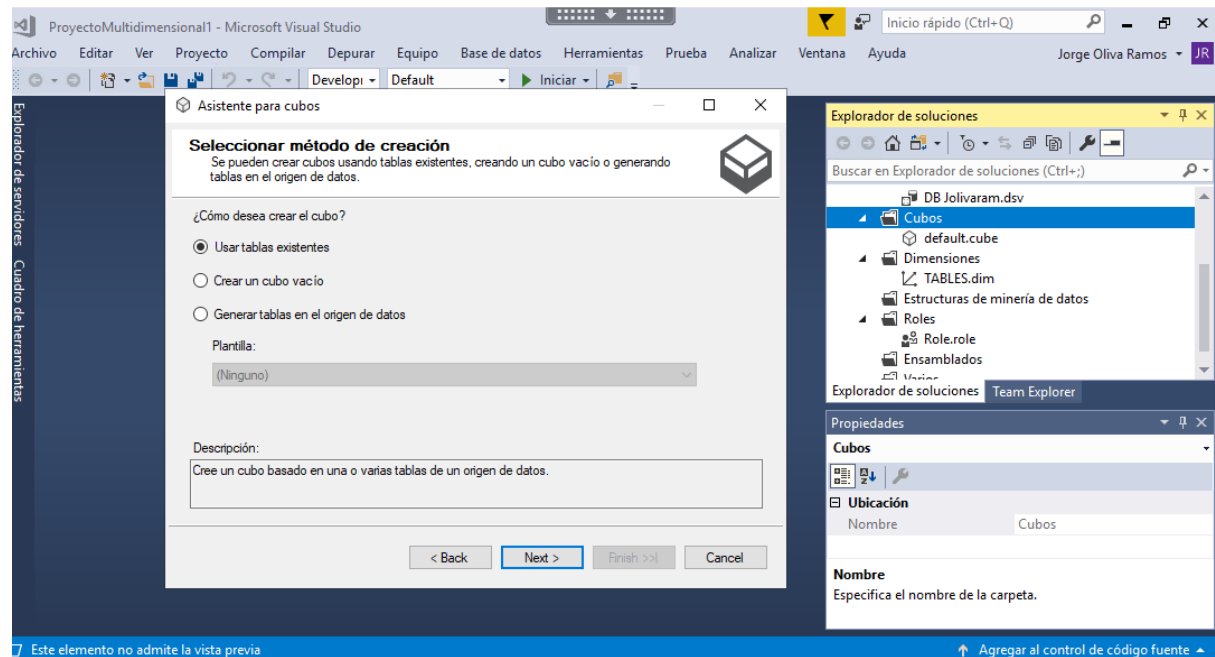 ProyectoMultidimensional1 - Microsoft Visual Studio
Inicio rápido (Ctrl+Q)
Archivo Editar Ver Proyecto Compilar Depurar Equipo Base de datos Herramientas Prueba Analizar Ventana Ayuda
Jorge Oliva Ramos JR
Developı Default Iniciar
Explorador de servidores
Cuadro de herramientas
Asistente para cubos
Seleccionar método de creación
Se pueden crear cubos usando tablas existentes, creando un cubo vacío o generando
tablas en el origen de datos.
¿Cómo desea crear el cubo?
Usar tablas existentes
Crear un cubo vacío
Generar tablas en el origen de datos
Plantilla:
(Ninguno)
Descripción:
Cree un cubo basado en una o varias tablas de un origen de datos.
< Back Next > Finish >>| Cancel
Explorador de soluciones
Buscar en Explorador de soluciones (Ctrl+;)
DB Jolivaram.dsv
Cubos
default.cube
Dimensiones
TABLES.dim
Estructuras de minería de datos
Roles
Role.role
Ensamblados
Varios
Explorador de soluciones Team Explorer
Propiedades
Cubos
Ubicación
Nombre Cubos
Nombre
Especifica el nombre de la carpeta.
Este elemento no admite la vista previa
Agregar al control de código fuente